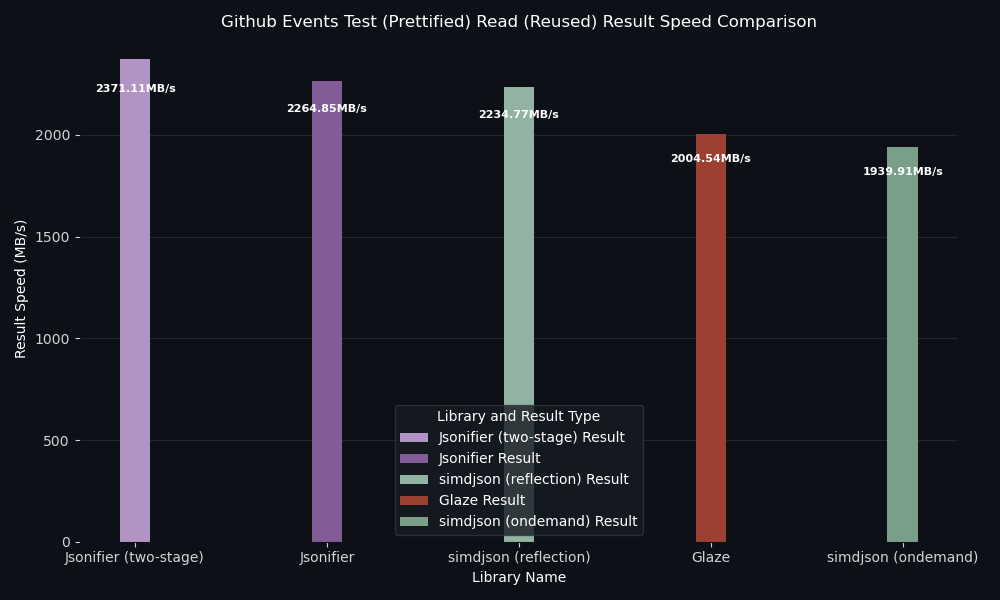 Github Events Test (Prettified) Read (Reused) Result Speed Comparison
2371.11MB/s
2264.85MB/s
2234.77MB/s
2004.54MB/s
1939.91MB/s
Result Speed (MB/s)
2000
1500
1000
500
0
Library and Result Type
Jsonifier (two-stage) Result
Jsonifier Result
simdjson (reflection) Result
Glaze Result
simdjson (ondemand) Result
Jsonifier (two-stage)
Jsonifier
simdjson (reflection)
Glaze
simdjson (ondemand)
Library Name